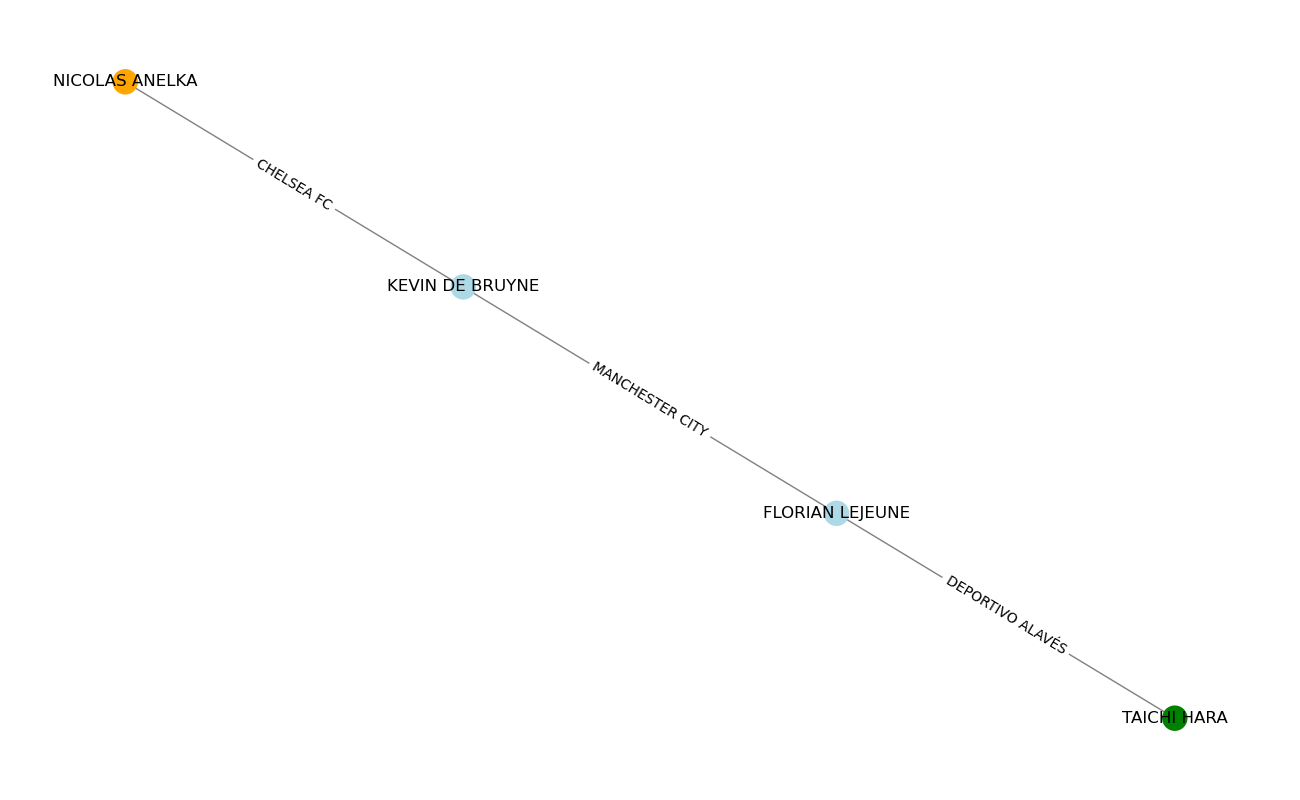 NICOLAS ANELKA
CHELSEA FC
KEVIN DE BRUYNE
MANCHESTER CITY
FLORIAN LEJEUNE
DEPORTIVO ALAVÉS
TAICHI HARA